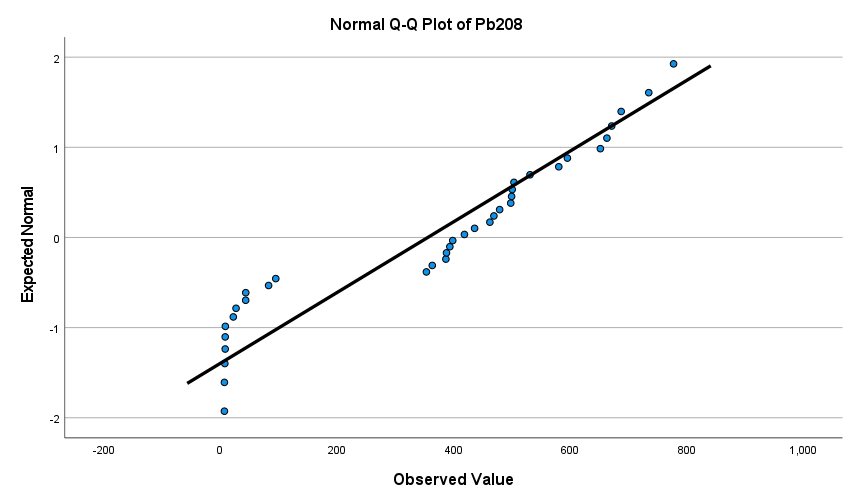 Normal Q-Q Plot of Pb208
2
1
0
-1
-2
Expected Normal
-200 0 200 400 600 800 1,000
Observed Value